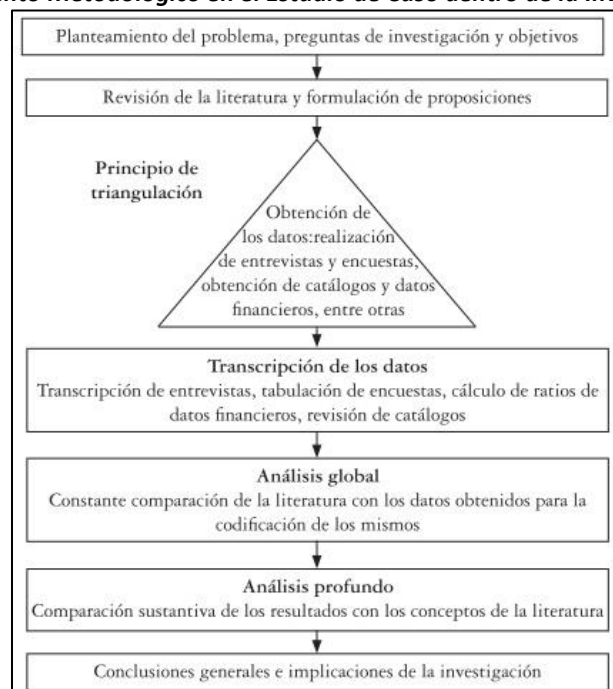 Planteamiento del problema, preguntas de investigación y objetivos
Revisión de la literatura y formulación de proposiciones
Principio de
triangulación
Obtención de
los datos:realización
de entrevistas y encuestas,
obtención de catálogos y datos
financieros, entre otras
Transcripción de los datos
Transcripción de entrevistas, tabulación de encuestas, cálculo de ratios de
datos financieros, revisión de catálogos
Análisis global
Constante comparación de la literatura con los datos obtenidos para la
codificación de los mismos
Análisis profundo
Comparación sustantiva de los resultados con los conceptos de la literatura
Conclusiones generales e implicaciones de la investigación